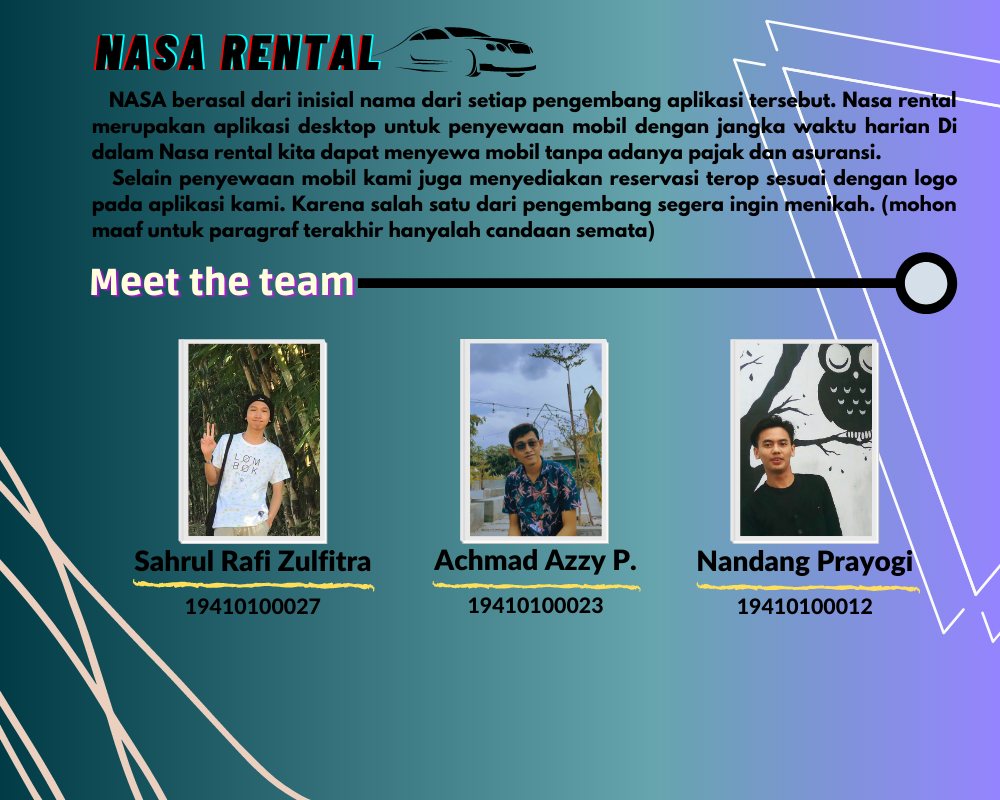 NASA RENTAL
NASA berasal dari inisial nama dari setiap pengembang aplikasi tersebut. Nasa rental
merupakan aplikasi desktop untuk penyewaan mobil dengan jangka waktu harian Di
dalam Nasa rental kita dapat menyewa mobil tanpa adanya pajak dan asuransi.
Selain penyewaan mobil kami juga menyediakan reservasi terop sesuai dengan logo
pada aplikasi kami. Karena salah satu dari pengembang segera ingin menikah. (mohon
maaf untuk paragraf terakhir hanyalah candaan semata)
Meet the team
LOM
BOK
Sahrul Rafi Zulfitra
Achmad Azzy P.
Nandang Prayogi
19410100027
19410100023
19410100012